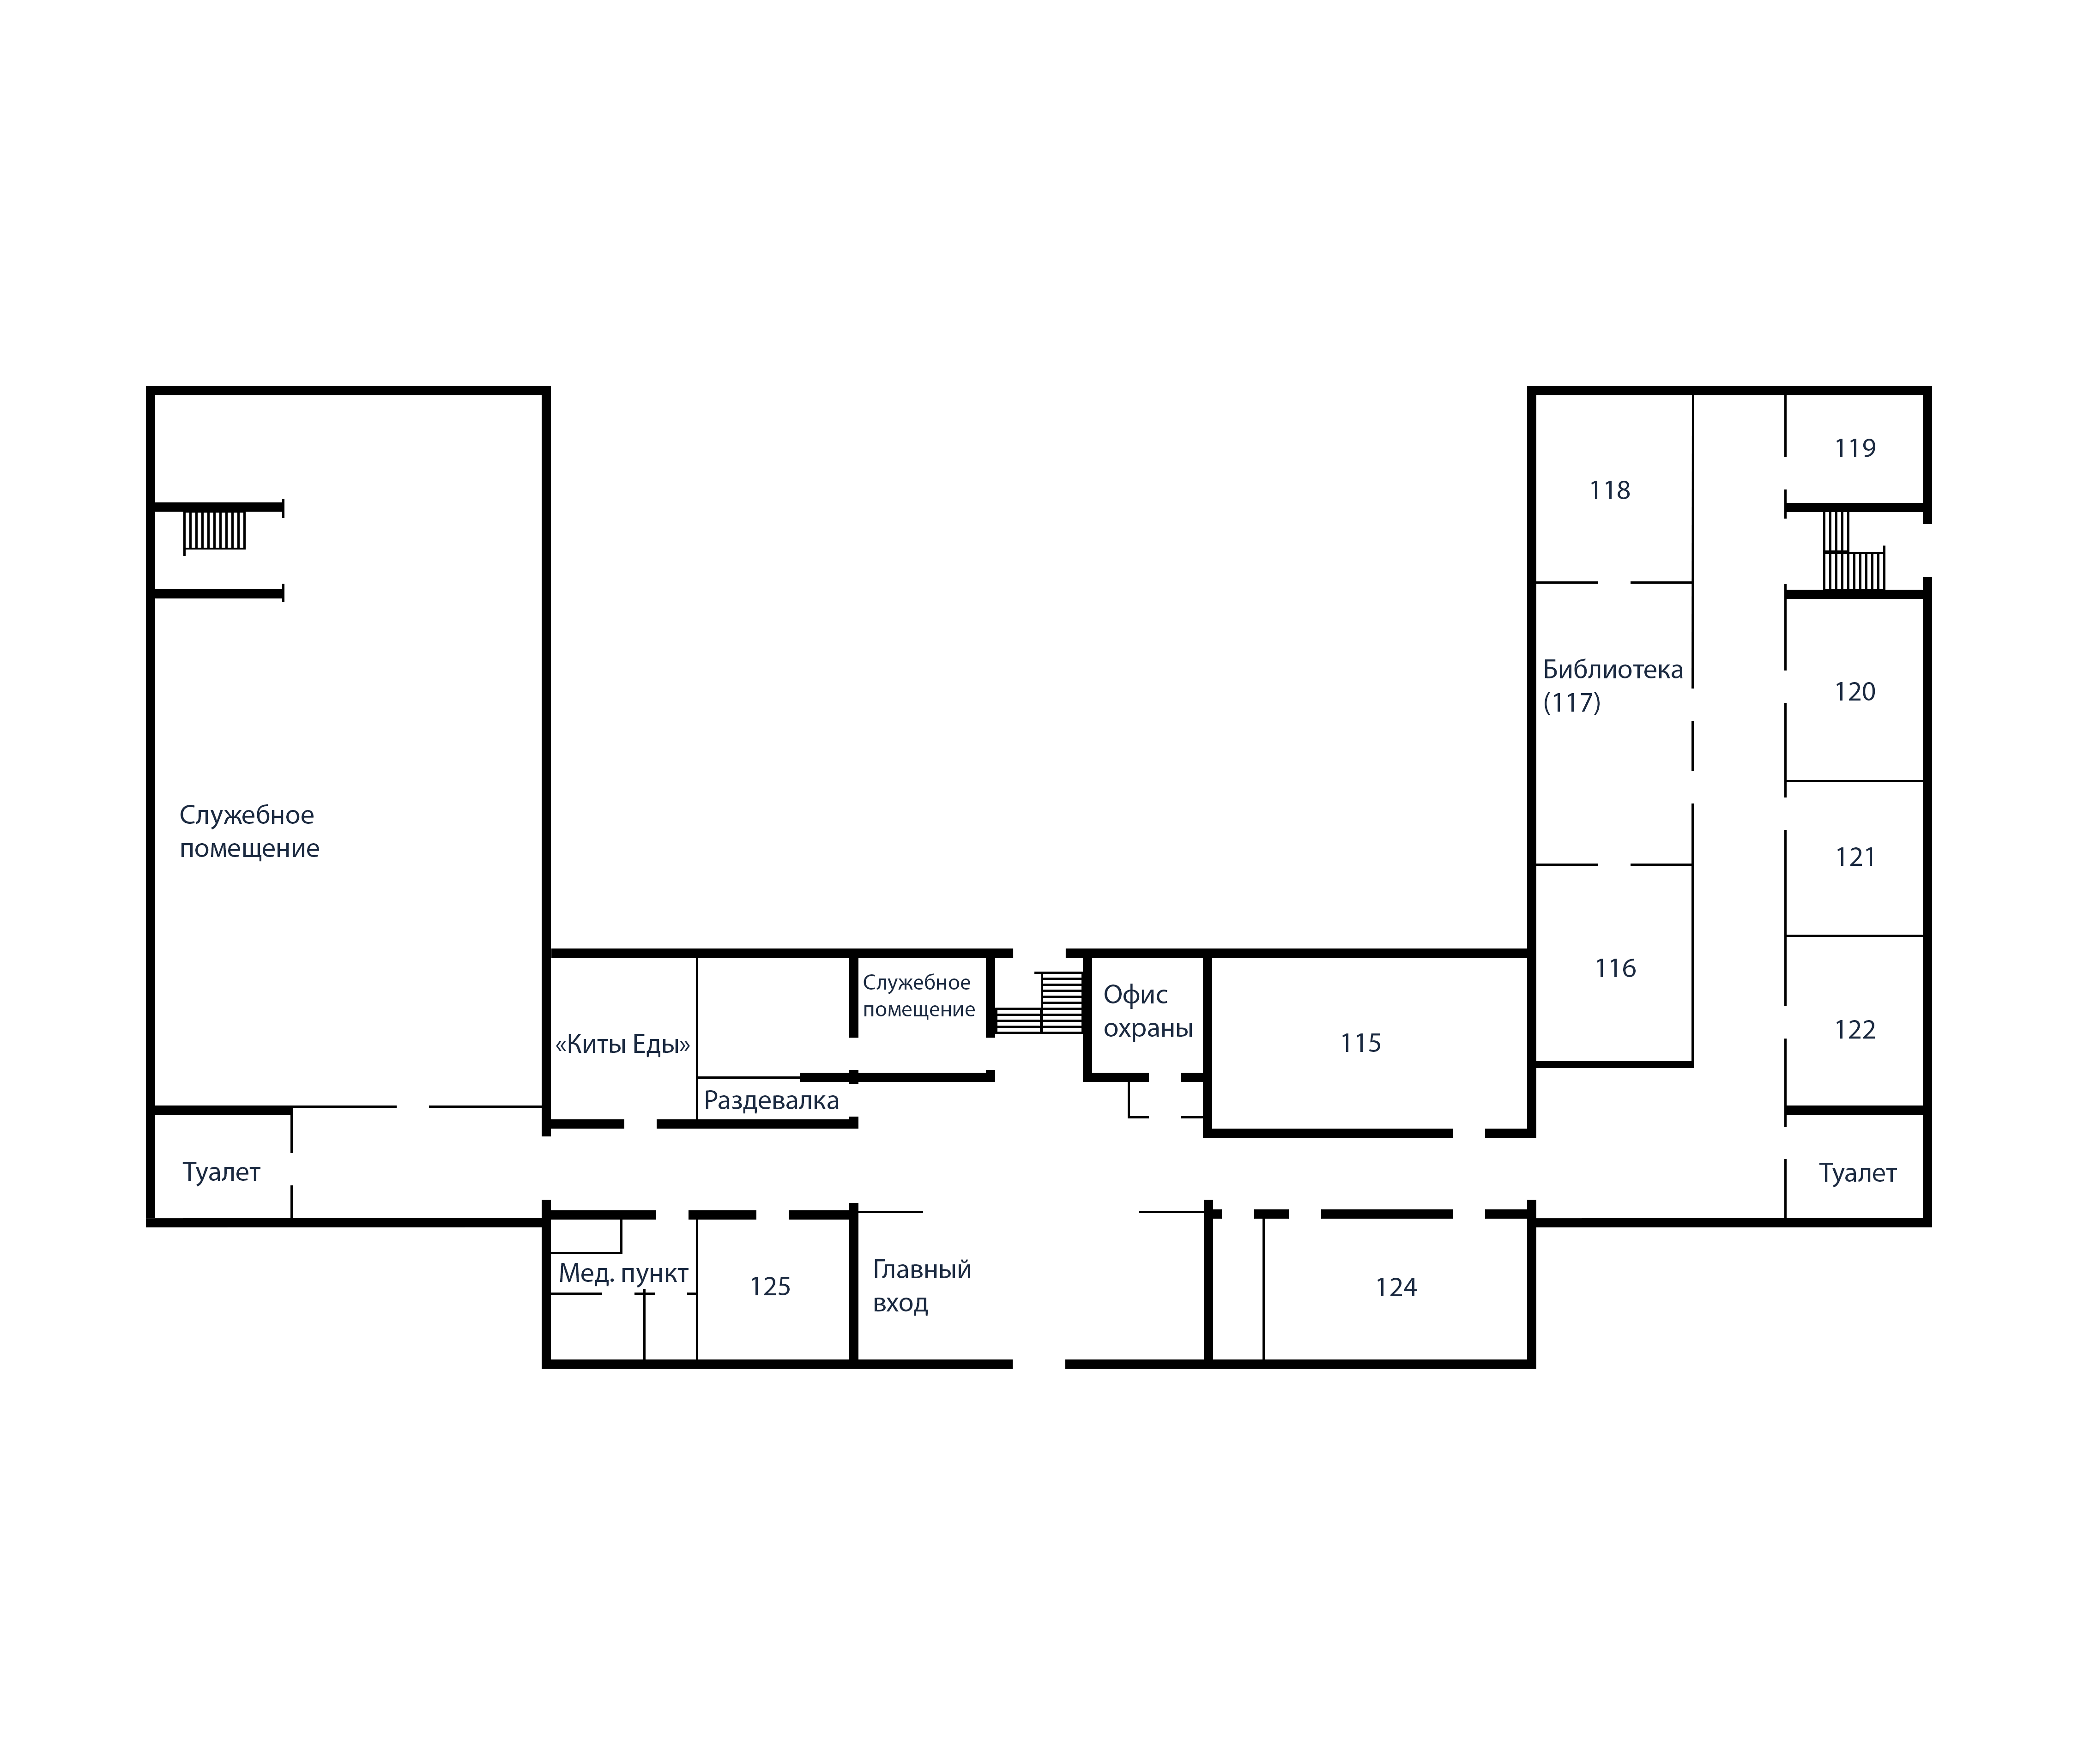 119
118
Библиотека
(117)
120
Служебное
помещение
121
116
Служебное
помещение
Офис
охраны
«Киты Еды»
115
122
Раздевалка
Туалет
Туалет
Мед. пункт
125
Главный
вход
124